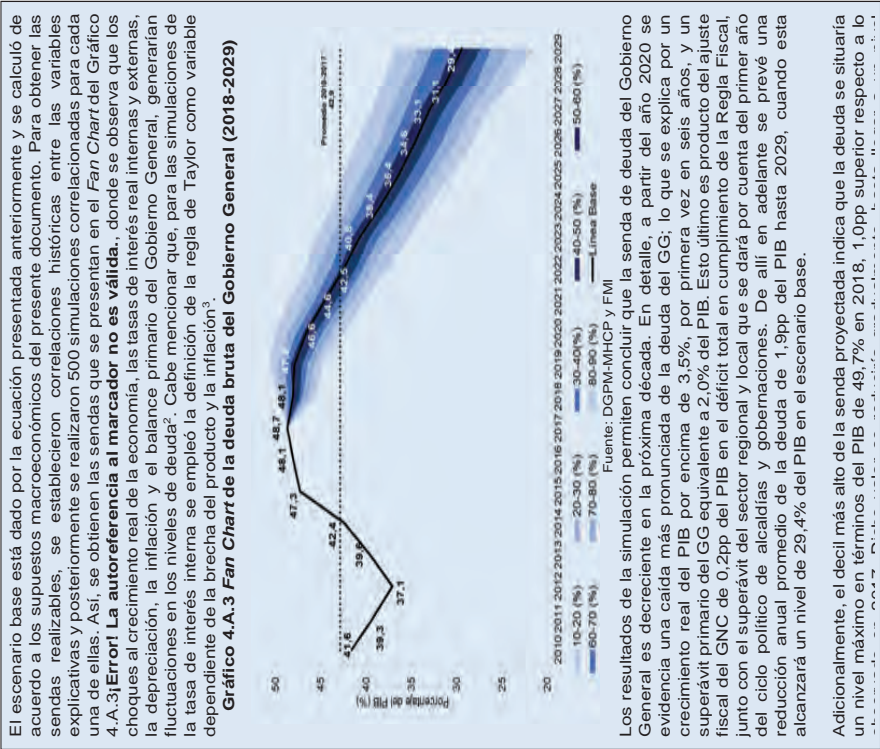 El escenario base está dado por la ecuación presentada anteriormente y se calculó de
acuerdo a los supuestos macroeconómicos del presente documento. Para obtener las
sendas realizables, se establecieron correlaciones históricas entre las variables
explicativas y posteriormente se realizaron 500 simulaciones correlacionadas para cada
una de ellas. Así, se obtienen las sendas que se presentan en el Fan Chart del Gráfico
4.A.3¡Error! La autoreferencia al marcador no es válida., donde se observa que los
choques al crecimiento real de la economía, las tasas de interés real internas y externas,
la depreciación, la inflación y el balance primario del Gobierno General, generarían
fluctuaciones en los niveles de deuda². Cabe mencionar que, para las simulaciones de
la tasa de interés interna se empleó la definición de la regla de Taylor como variable
dependiente de la brecha del producto y la inflación³.
Gráfico 4.A.3 Fan Chart de la deuda bruta del Gobierno General (2018-2029)
Porcentaje del PIB (%)
50
45
40
35
30
25
20
41,6
39,3
37,1
39,8
42,4
47,3
48,1
48,7
48,1
47,4
46,6
44,6
42,5
40,8
38,4
36,4
34,6
33,1
31,1
29,
Promedio 2010-2017
42,9
2010 2011 2012 2013 2014 2015 2016 2017 2018 2019 2020 2021 2022 2023 2024 2025 2026 2027 2028 2029
10-20 (%) 20-30 (%) 30-40(%) 40-50 (%) 50-60(%)
60-70 (%) 70-80 (%) 80-90 (%) Línea Base
Fuente: DGPM-MHCP y FMI
Los resultados de la simulación permiten concluir que la senda de deuda del Gobierno
General es decreciente en la próxima década. En detalle, a partir del año 2020 se
evidencia una caída más pronunciada de la deuda del GG; lo que se explica por un
crecimiento real del PIB por encima de 3,5%, por primera vez en seis años, y un
superávit primario del GG equivalente a 2,0% del PIB. Esto último es producto del ajuste
fiscal del GNC de 0,2pp del PIB en el déficit total en cumplimiento de la Regla Fiscal,
junto con el superávit del sector regional y local que se dará por cuenta del primer año
del ciclo político de alcaldías y gobernaciones. De allí en adelante se prevé una
reducción anual promedio de la deuda de 1,9pp del PIB hasta 2029, cuando esta
alcanzará un nivel de 29,4% del PIB en el escenario base.
Adicionalmente, el decil más alto de la senda proyectada indica que la deuda se situaría
un nivel máximo en términos del PIB de 49,7% en 2018, 1,0pp superior respecto a lo